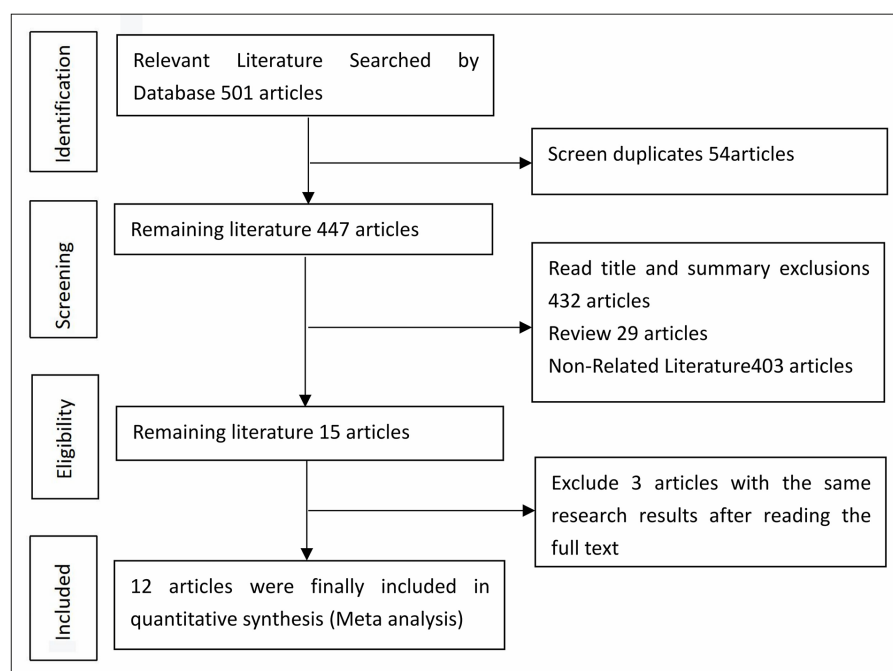 Identification
Relevant Literature Searched by
Database 501 articles
Screen duplicates 54articles
Screening
Remaining literature 447 articles
Read title and summary exclusions
432 articles
Review 29 articles
Non-Related Literature403 articles
Eligibility
Remaining literature 15 articles
Exclude 3 articles with the same
research results after reading the
full text
Included
12 articles were finally included in
quantitative synthesis (Meta analysis)